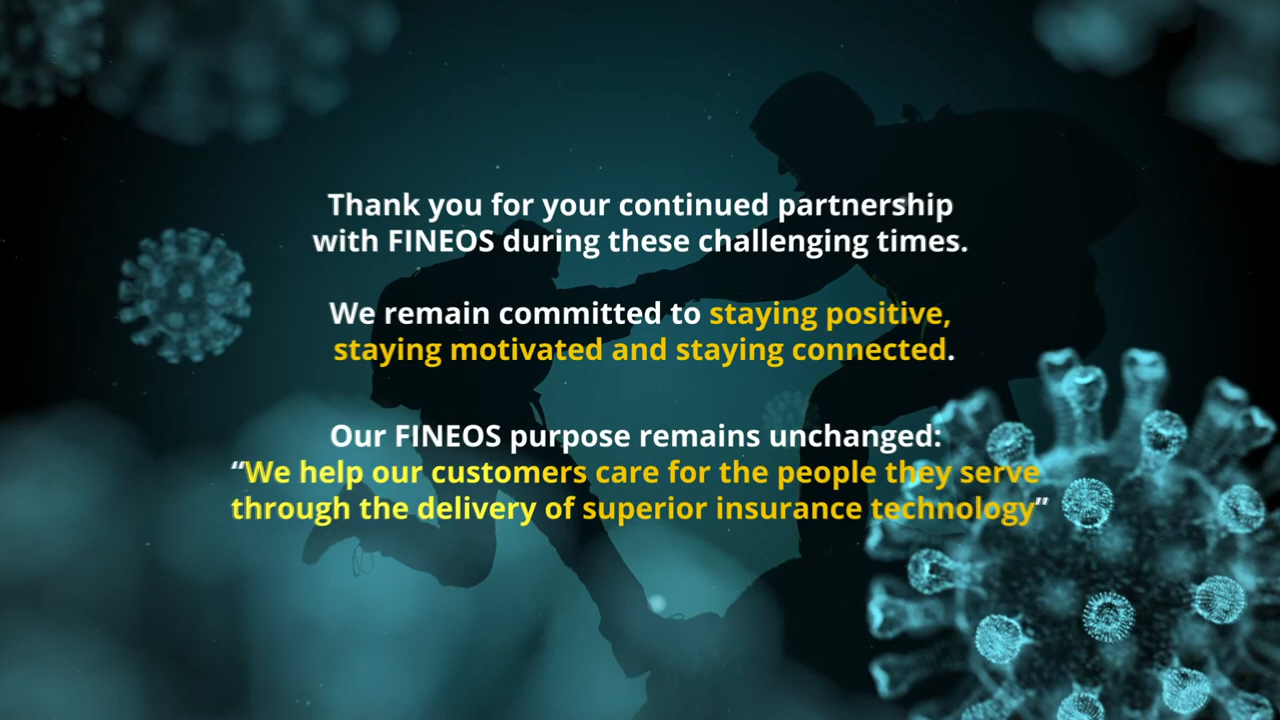 Thank you for your continued partnership
with FINEOS during these challenging times.
We remain committed to staying positive,
staying motivated and staying connected.
Our FINEOS purpose remains unchanged:
“We help our customers care for the people they serve
through the delivery of superior insurance technology”